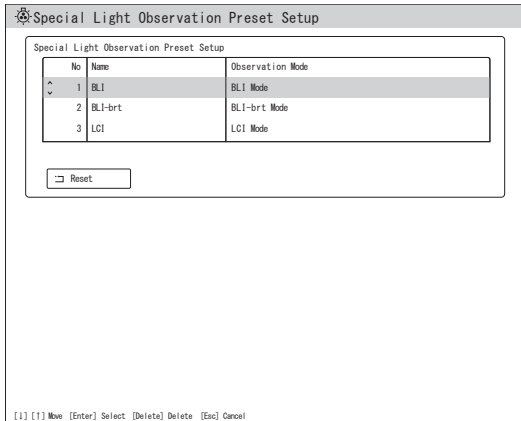 Special Light Observation Preset Setup
Special Light Observation Preset Setup
No Name Observation Mode
1 BLI BLI Mode
2 BLI-brt BLI-brt Mode
3 LCI LCI Mode
Reset
[↓] [↑] Move [Enter] Select [Delete] Delete [Esc] Cancel